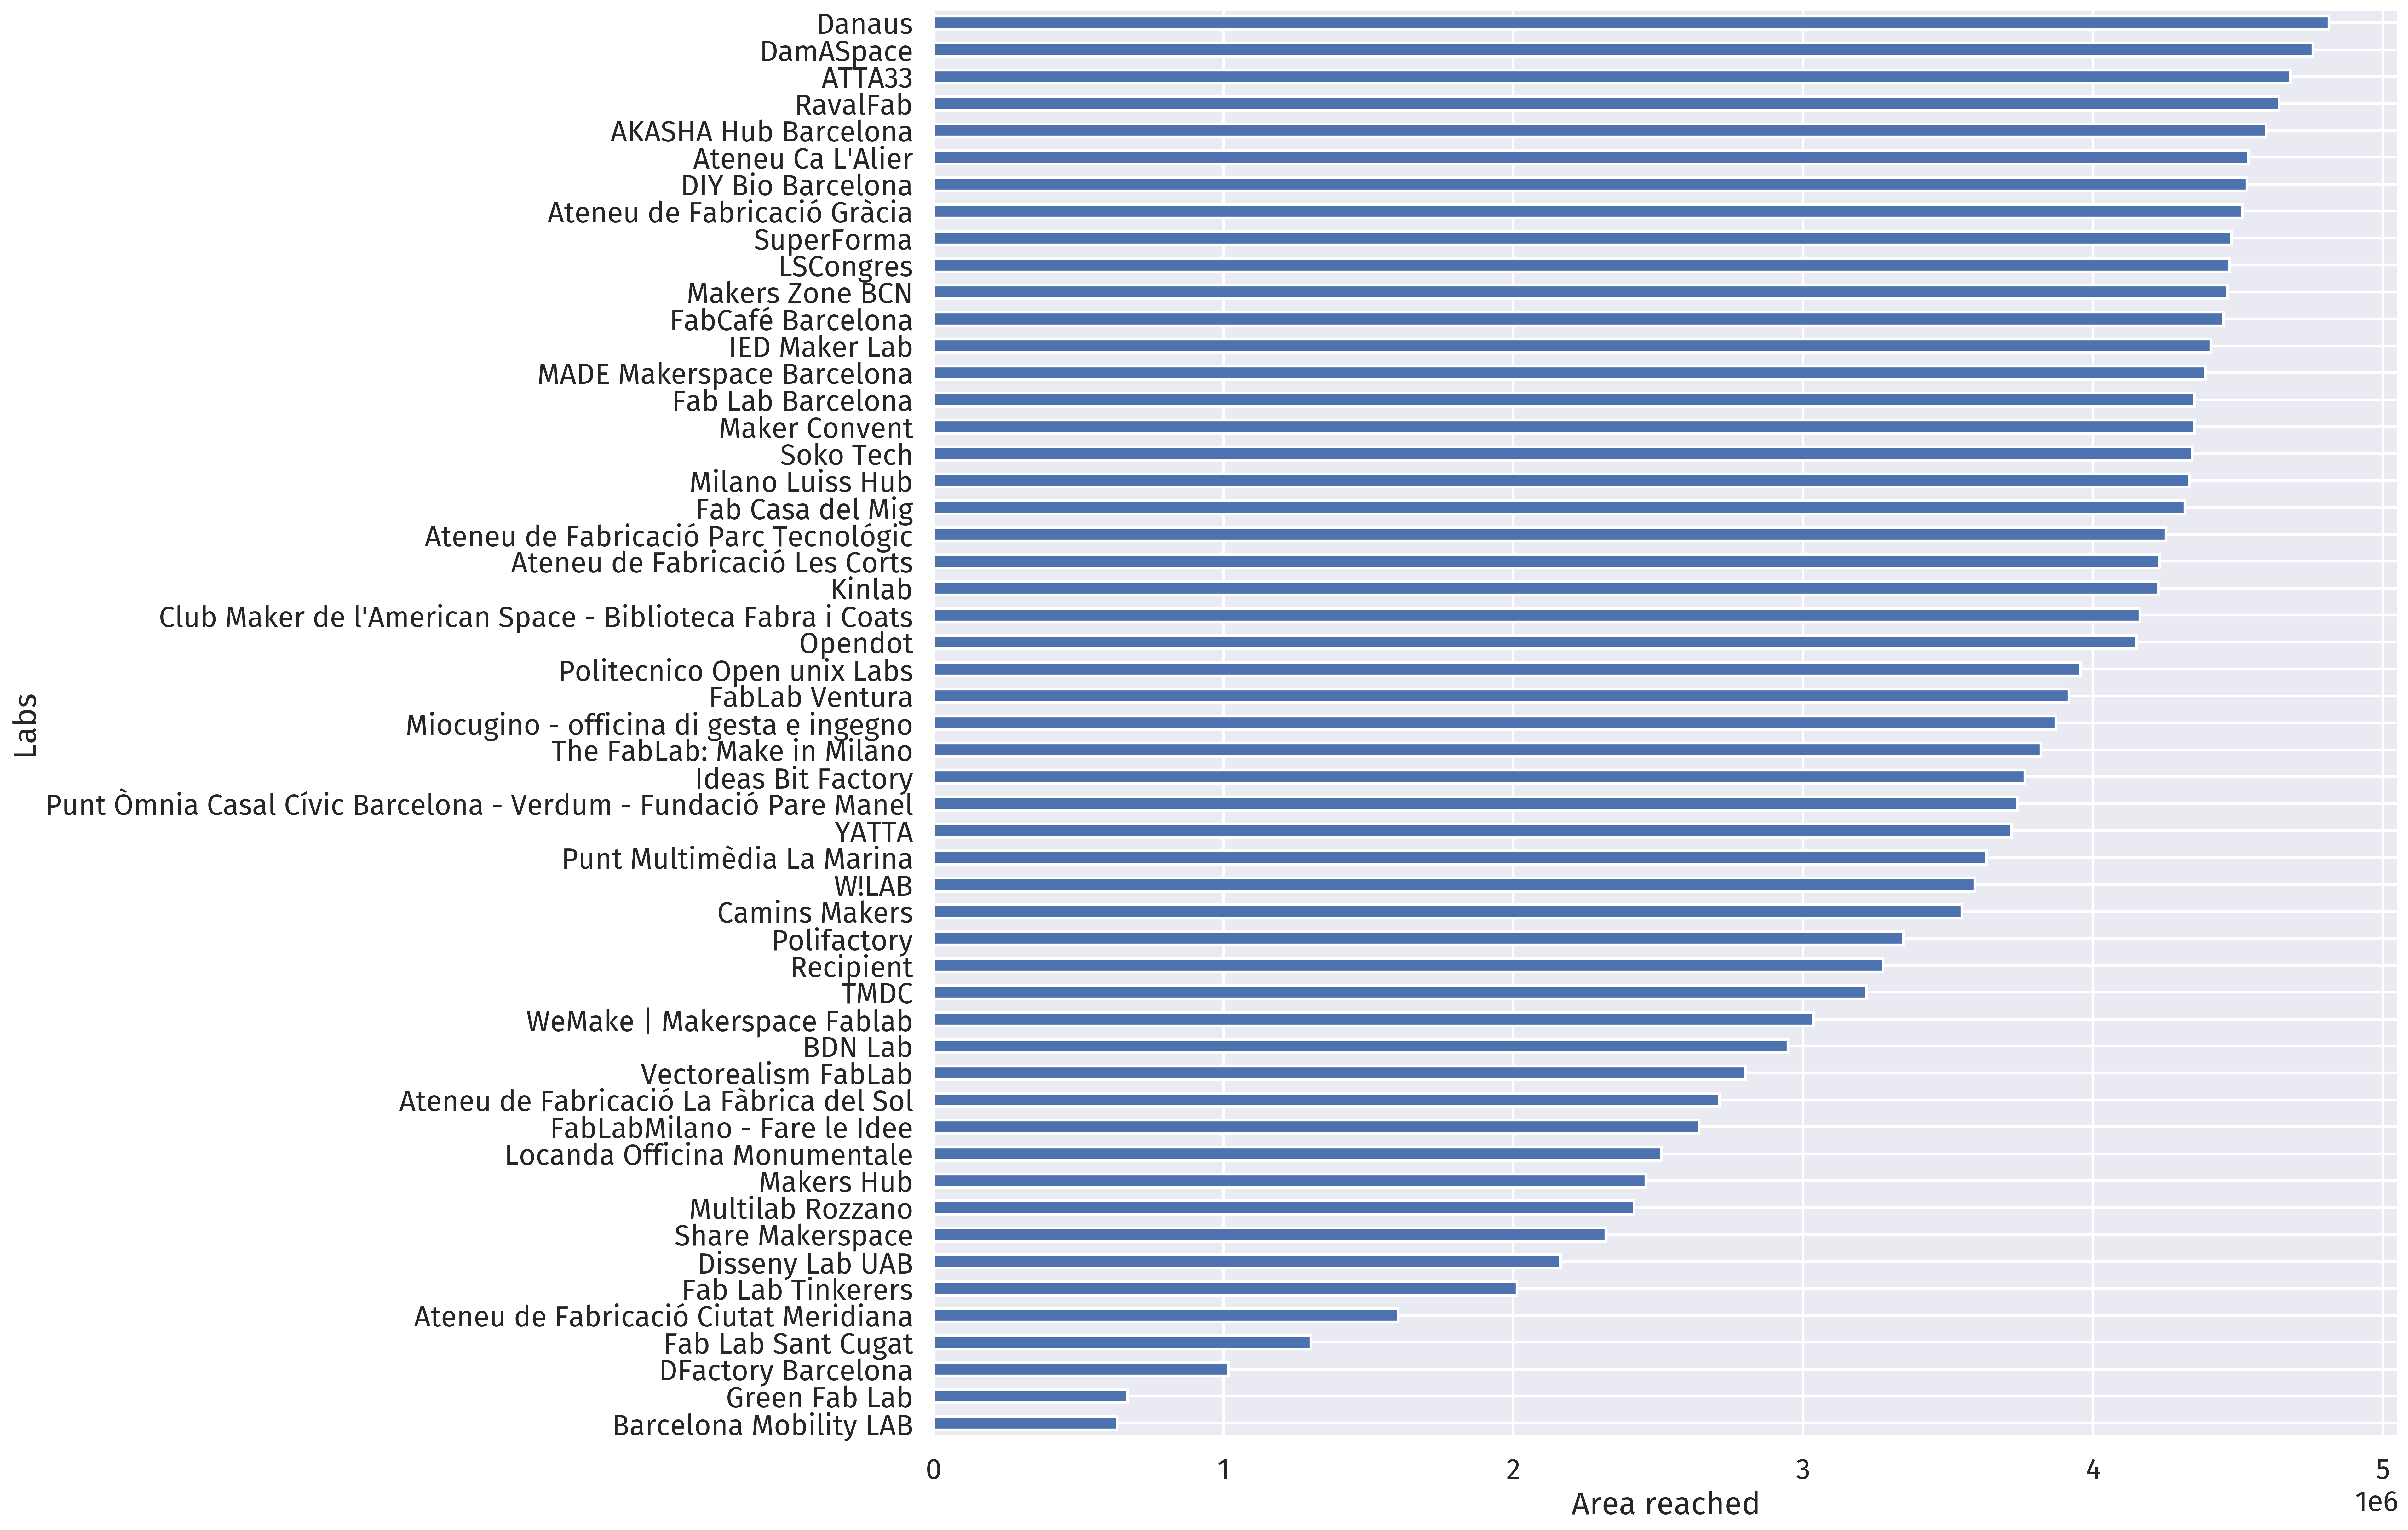 Danaus
DamASpace
ATTA33
RavalFab
AKASHA Hub Barcelona
Ateneu Ca L'Alier
DIY Bio Barcelona
Ateneu de Fabricació Gràcia
SuperForma
LSCongres
Makers Zone BCN
FabCafé Barcelona
IED Maker Lab
MADE Makerspace Barcelona
Fab Lab Barcelona
Maker Convent
Soko Tech
Milano Luiss Hub
Fab Casa del Mig
Ateneu de Fabricació Parc Tecnológic
Ateneu de Fabricació Les Corts
Kinlab
Club Maker de l'American Space - Biblioteca Fabra i Coats
Opendot
Politecnico Open unix Labs
FabLab Ventura
Miocugino - officina di gesta e ingegno
The FabLab: Make in Milano
Ideas Bit Factory
Punt Òmnia Casal Cívic Barcelona - Verdum - Fundació Pare Manel
YATTA
Punt Multimèdia La Marina
W!LAB
Camins Makers
Polifactory
Recipient
TMDC
WeMake | Makerspace Fablab
BDN Lab
Vectorealism FabLab
Ateneu de Fabricació La Fàbrica del Sol
FabLabMilano - Fare le Idee
Locanda Officina Monumentale
Makers Hub
Multilab Rozzano
Share Makerspace
Disseny Lab UAB
Fab Lab Tinkerers
Ateneu de Fabricació Ciutat Meridiana
Fab Lab Sant Cugat
DFactory Barcelona
Green Fab Lab
Barcelona Mobility LAB
Labs
0 1 2 3 4 5
1e6
Area reached